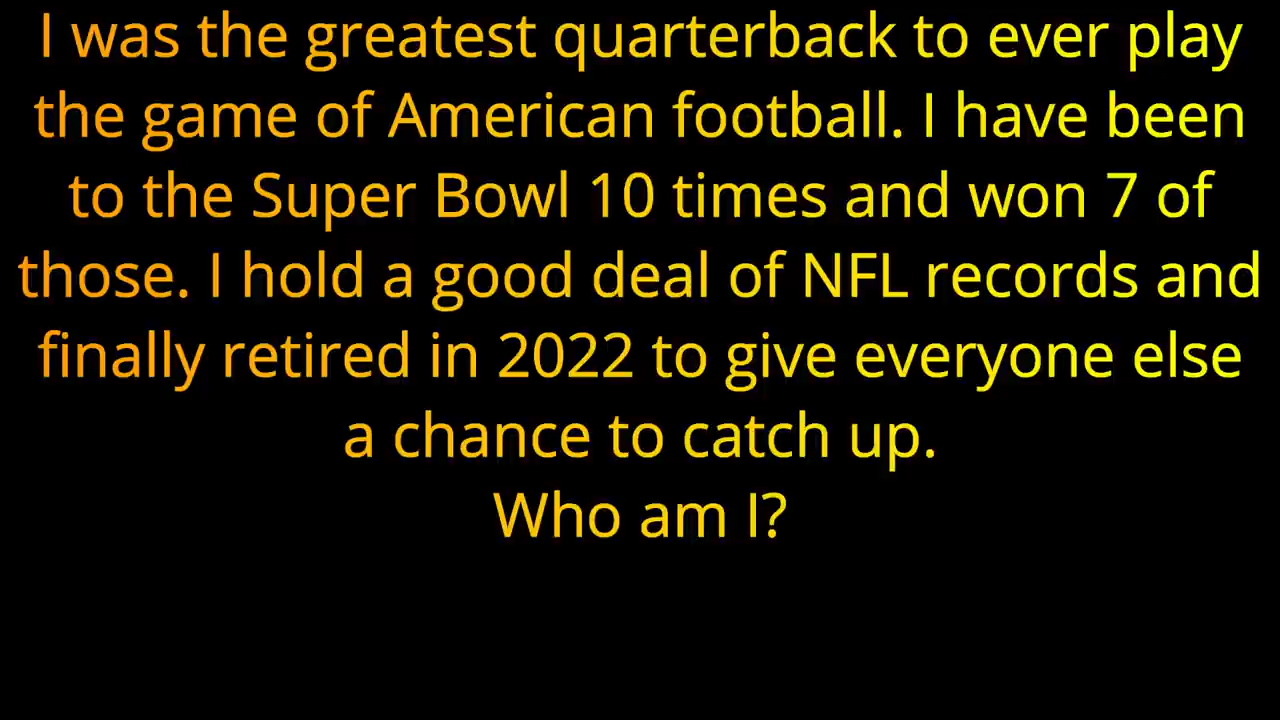 I was the greatest quarterback to ever play
the game of American football. I have been
to the Super Bowl 10 times and won 7 of
those. I hold a good deal of NFL records and
finally retired in 2022 to give everyone else
a chance to catch up.
Who am I?